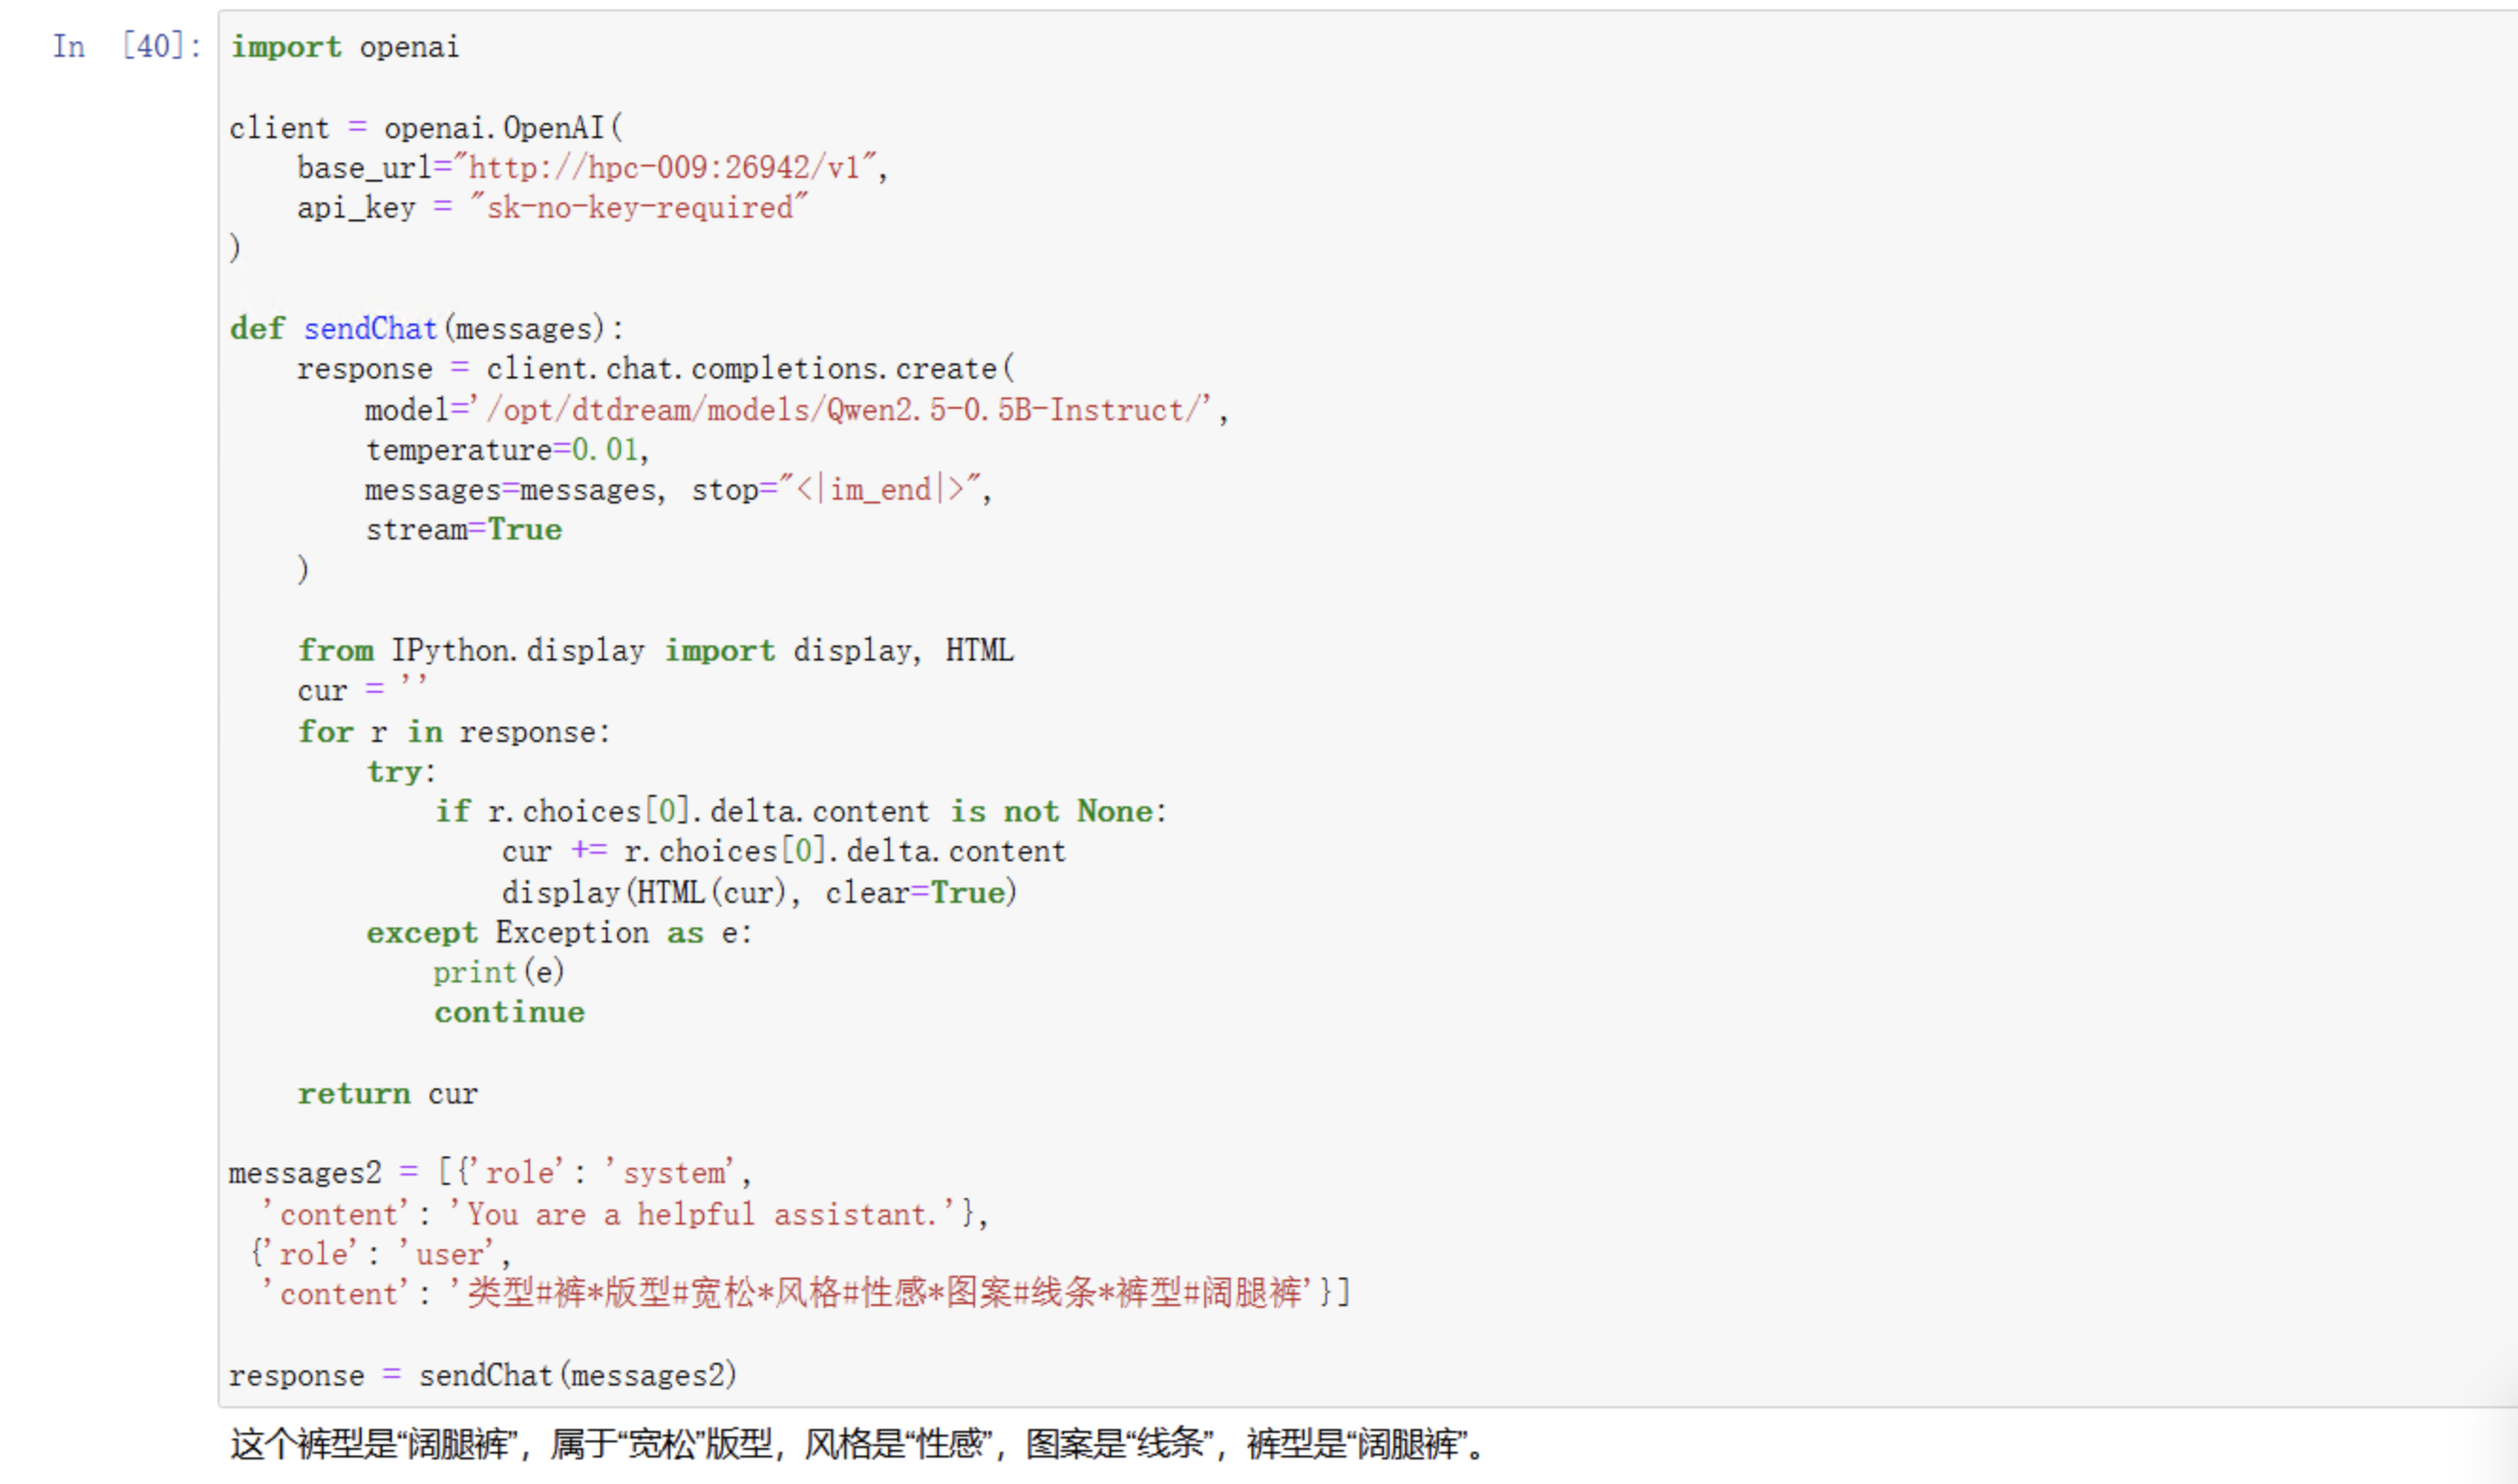 In [40]: import openai
client = openai.OpenAI(
base_url="http://hpc-009:26942/v1",
api_key = "sk-no-key-required"
)
def sendChat(messages):
response = client.chat.completions.create(
model='/opt/dtdream/models/Qwen2.5-0.5B-Instruct/',
temperature=0.01,
messages=messages, stop="<|im_end|>",
stream=True
)
from IPython.display import display, HTML
cur = ''
for r in response:
try:
if r.choices[0].delta.content is not None:
cur += r.choices[0].delta.content
display(HTML(cur), clear=True)
except Exception as e:
print(e)
continue
return cur
messages2 = [{'role': 'system',
'content': 'You are a helpful assistant.'},
{'role': 'user',
'content': '类型#裤*版型#宽松*风格#性感*图案#线条*裤型#阔腿裤'}]
response = sendChat(messages2)
这个裤型是“阔腿裤”，属于“宽松”版型，风格是“性感”，图案是“线条”，裤型是“阔腿裤”。